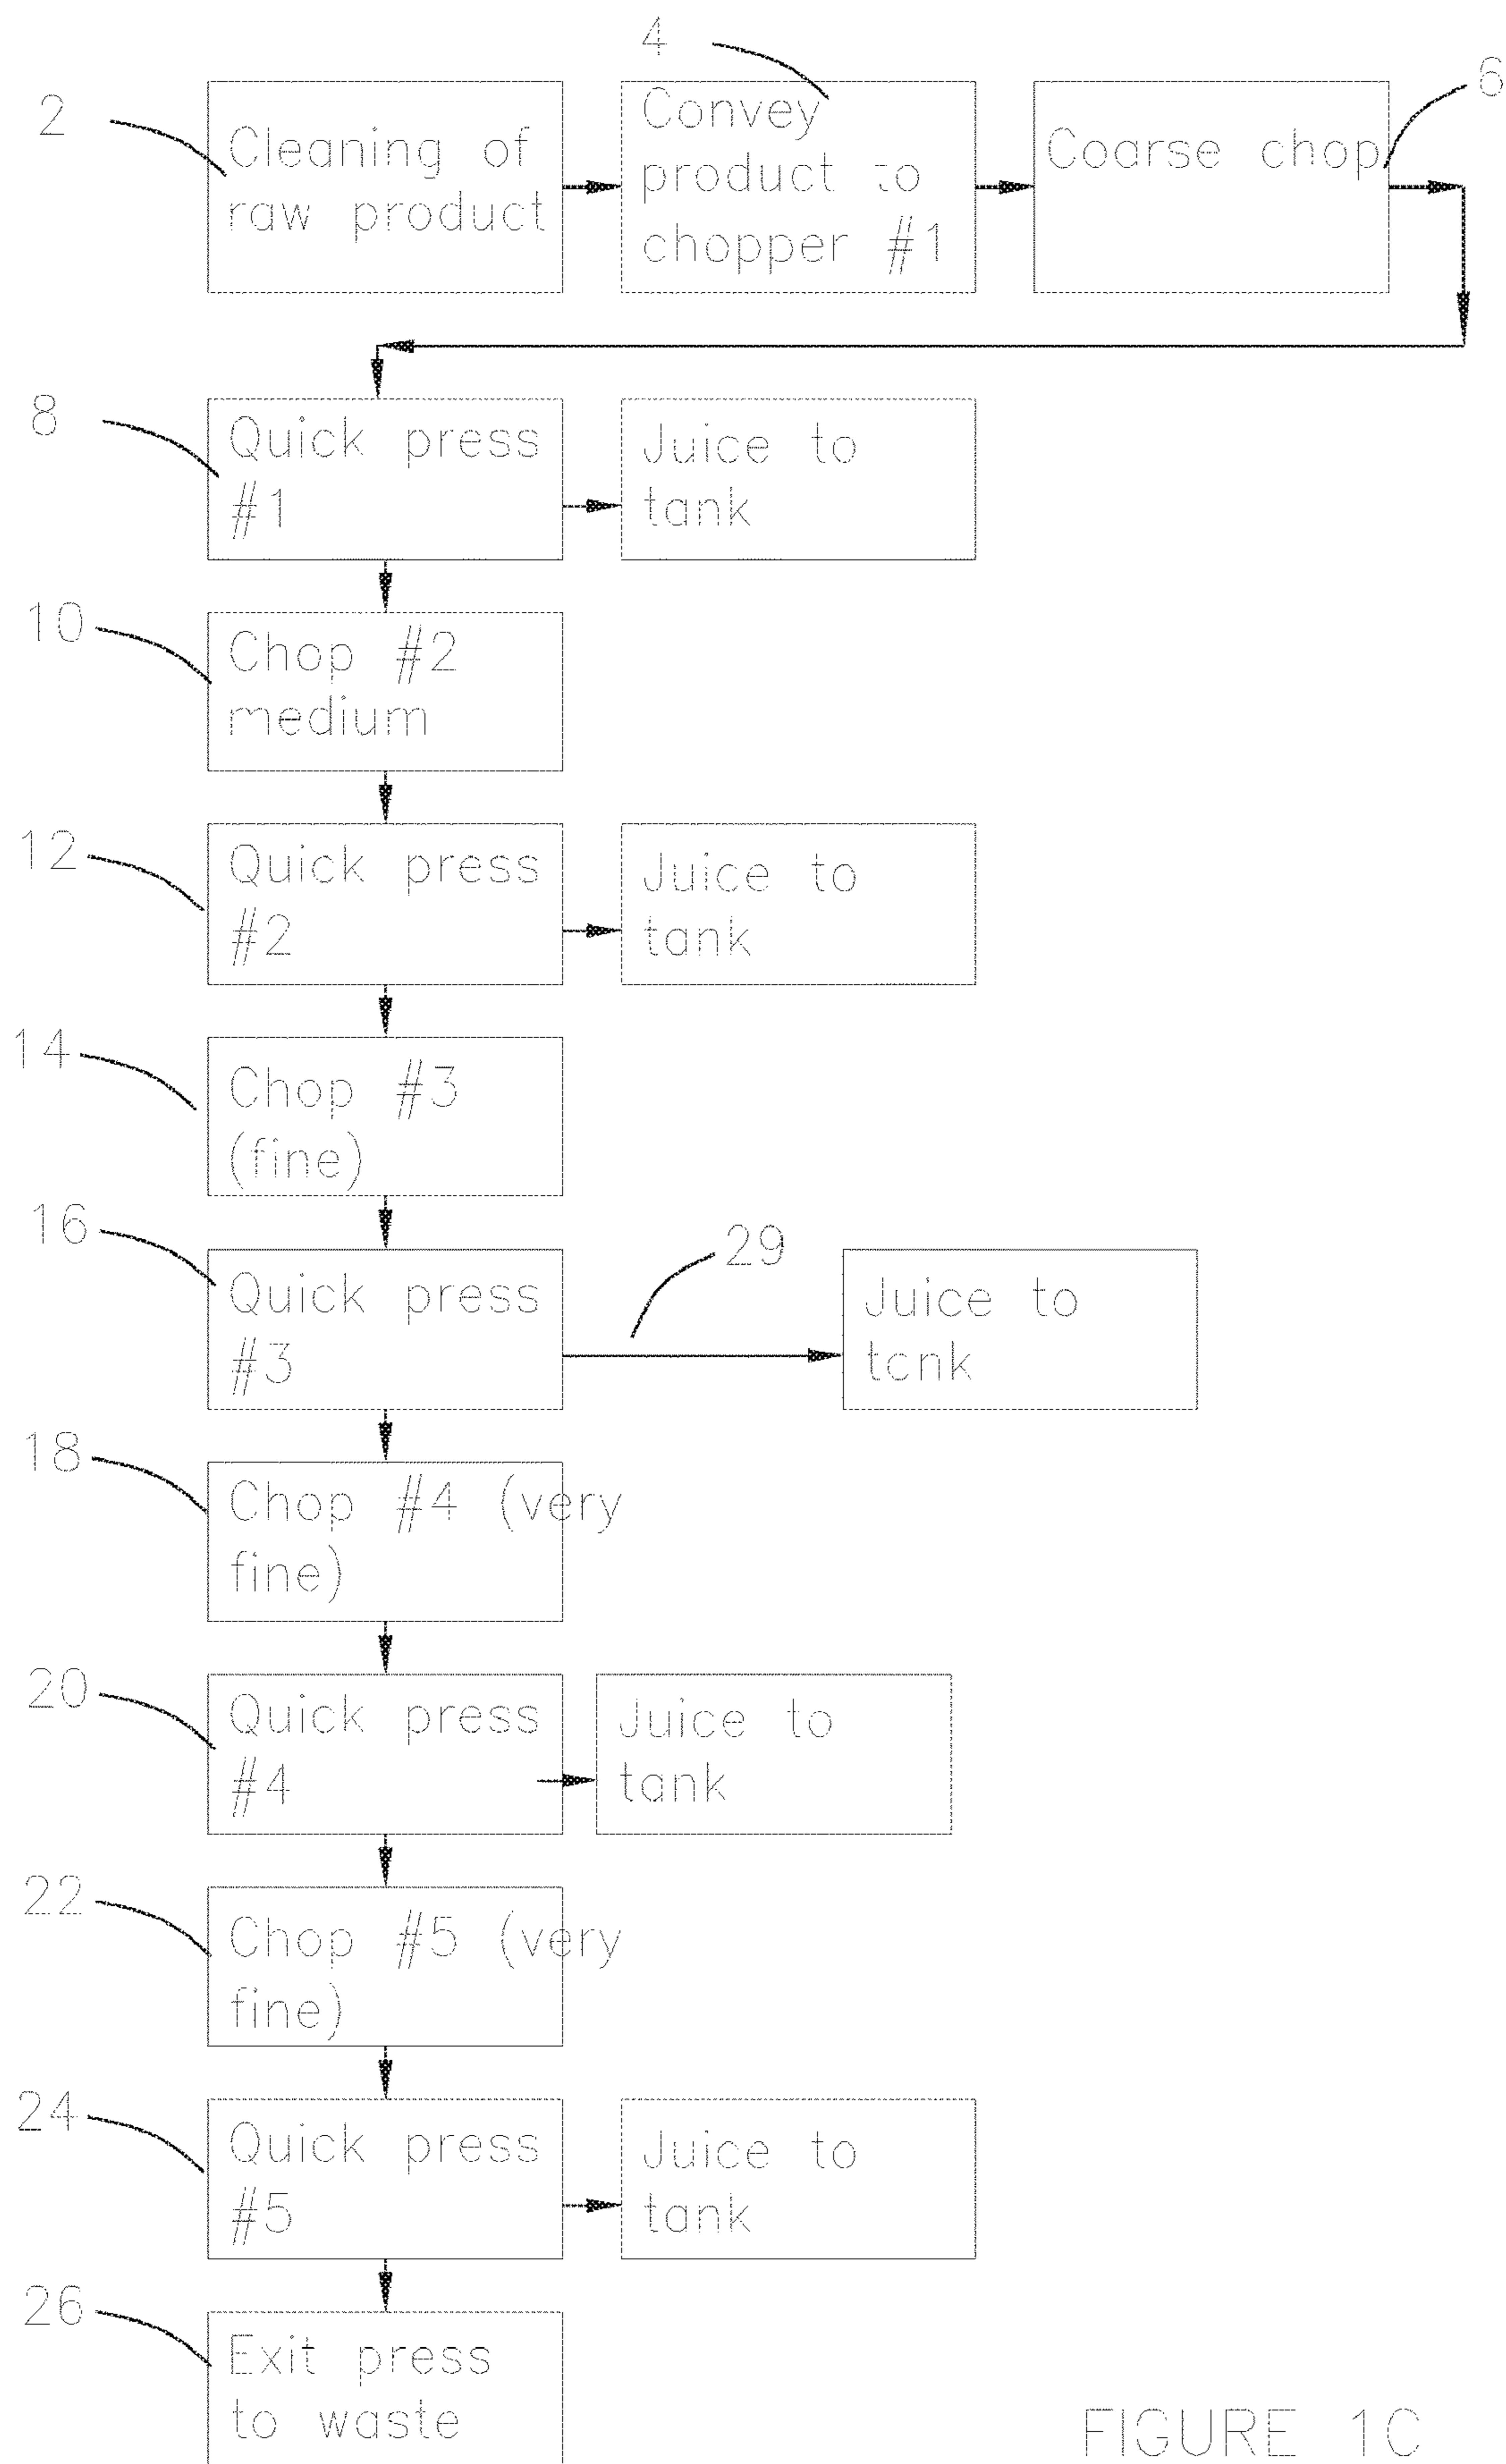 4
6
2
Cleaning of
raw product
Convey
product to
chopper #1
Coarse chop
8
Quick press
#1
Juice to
tank
10
Chop #2
medium
12
Quick press
#2
Juice to
tank
14
Chop #3
(fine)
16
Quick press
#3
29
Juice to
tank
18
Chop #4 (very
fine)
20
Quick press
#4
Juice to
tank
22
Chop #5 (very
fine)
24
Quick press
#5
Juice to
tank
26
Exit press
to waste
FIGURE 1C